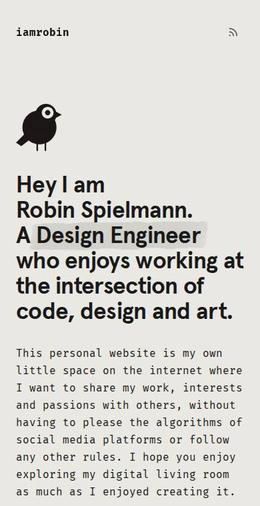 iamrobin
Hey I am
Robin Spielmann.
A Design Engineer
who enjoys working at
the intersection of
code, design and art.
This personal website is my own
little space on the internet where
I want to share my work, interests
and passions with others, without
having to please the algorithms of
social media platforms or follow
any other rules. I hope you enjoy
exploring my digital living room
as much as I enjoyed creating it.